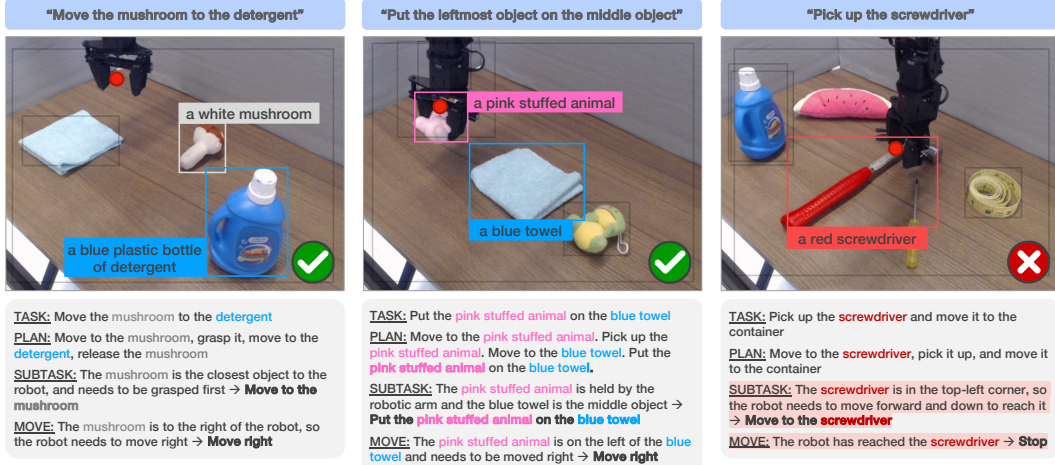 “Move the mushroom to the detergent”
a white mushroom
a blue plastic bottle
of detergent
TASK: Move the mushroom to the detergent
PLAN: Move to the mushroom, grasp it, move to
detergent, release the mushroom
SUBTASK: The mushroom is the closest object to the
robot, and needs to be grasped first → Move to the
mushroom
MOVE: The mushroom is to the right of the robot, so
the robot needs to move right → Move right
“Put the leftmost object on the middle object”
a pink stuffed animal
a blue towel
TASK: Put the pink stuffed animal on the blue towel
PLAN: Move to the pink stuffed animal. Pick up the
pink stuffed animal. Move to the blue towel. Put the
pink stuffed animal on the blue towel.
SUBTASK: The pink stuffed animal is held by the
robotic arm and the blue towel is the middle object →
Put the pink stuffed animal on the blue towel
MOVE: The pink stuffed animal is on the left of the blue
towel and needs to be moved right → Move right
“Pick up the screwdriver”
a red screwdriver
TASK: Pick up the screwdriver and move it to the
container
PLAN: Move to the screwdriver, pick it up, and move it
to the container
SUBTASK: The screwdriver is in the top-left corner, so
the robot needs to move forward and down to reach it
→ Move to the screwdriver
MOVE: The robot has reached the screwdriver → Stop